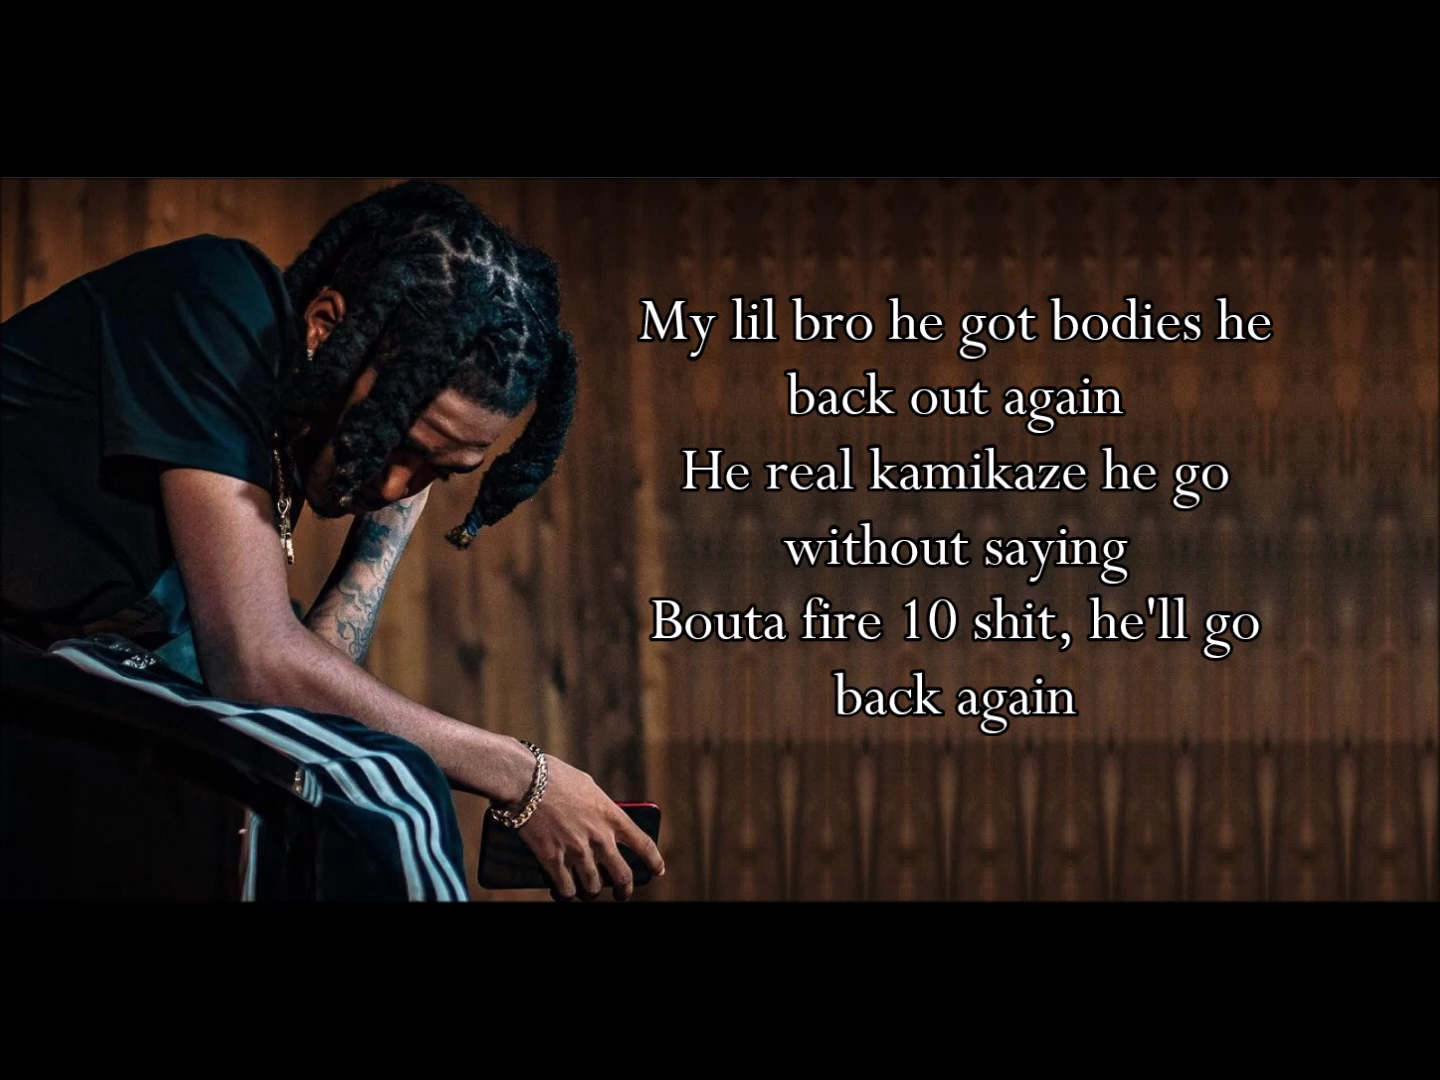 My lil bro he got bodies he
back out again
He real kamikaze he go
without saying
Bouta fire 10 shit, he'll go
back again